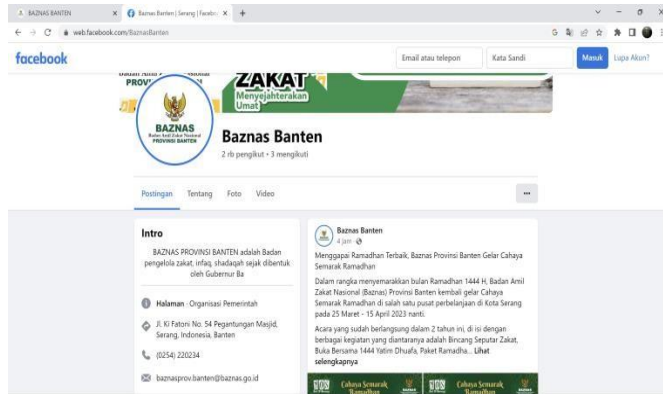 BAZNAS BANTEN
Baznas Banten | Serang | Facebo
web.facebook.com/BaznasBanten
facebook
Email atau telepon
Kata Sandi
Masuk
Lupa Akun?
ZAKAT
Menyejahterakan
Umat
BAZNAS
Badan Amil Zakat Nasional
PROVINSI BANTEN
Baznas Banten
2 rb pengikut • 3 mengikuti
Postingan
Tentang
Foto
Video
Intro
BAZNAS PROVINSI BANTEN adalah Badan
pengelola zakat, infaq, shadaqah sejak dibentuk
oleh Gubernur Ba
Halaman · Organisasi Pemerintah
Jl. Ki Fatoni No. 54 Pegantungan Masjid,
Serang, Indonesia, Banten
(0254) 220234
baznasprov.banten@baznas.go.id
Baznas Banten
4 jam
Menggapai Ramadhan Terbaik, Baznas Provinsi Banten Gelar Cahaya
Semarak Ramadhan
Dalam rangka menyemarakkan bulan Ramadhan 1444 H, Badan Amil
Zakat Nasional (Baznas) Provinsi Banten kembali gelar Cahaya
Semarak Ramadhan di salah satu pusat perbelanjaan di Kota Serang
pada 25 Maret - 15 April 2023 nanti.
Acara yang sudah berlangsung dalam 2 tahun ini, di isi dengan
berbagai kegiatan yang diantaranya adalah Bincang Seputar Zakat,
Buka Bersama 1444 Yatim Dhuafa, Paket Ramadha... Lihat
selengkapnya
Cahaya Semarak
Ramadhan
Cahaya Semarak
Ramadhan